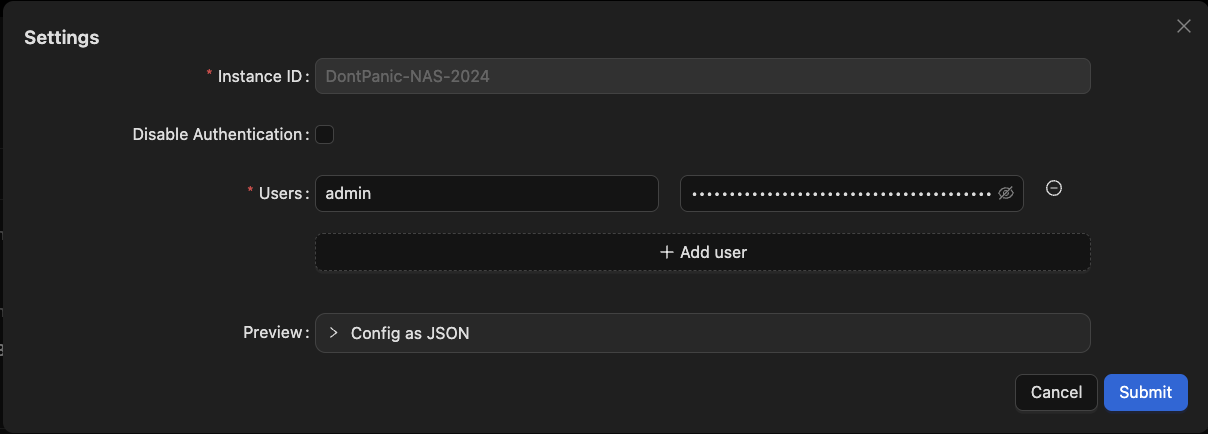 Settings
* Instance ID: DontPanic-NAS-2024
Disable Authentication:
* Users: admin ••••••••••••••••••••••••••••••••••••••••
+ Add user
Preview: > Config as JSON
Cancel Submit